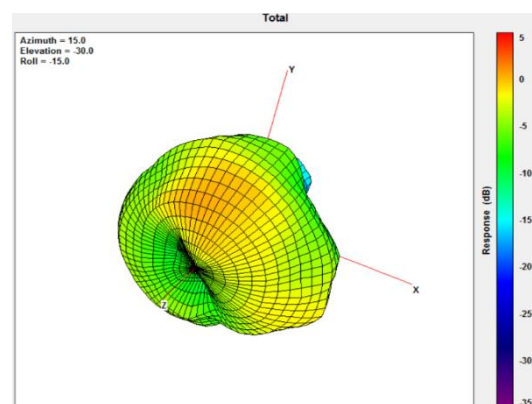 Total
Azimuth = 15.0
Elevation = -30.0
Roll = -15.0
Y
X
Z
5
0
-5
-10
-15
-20
-25
-30
-35
Response (dB)